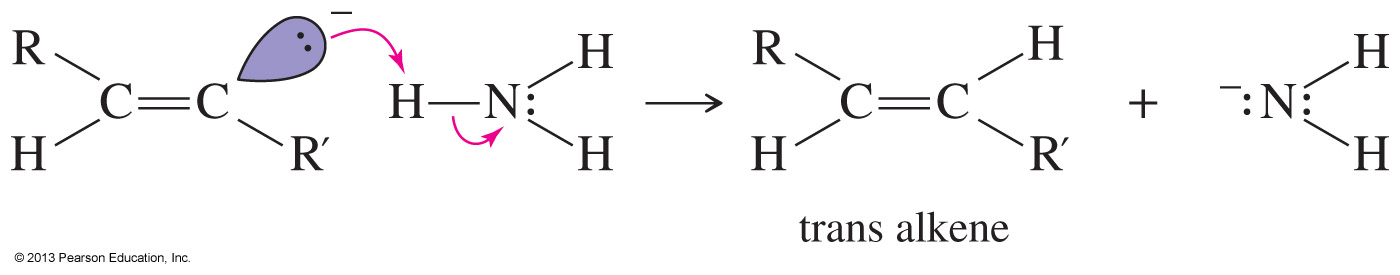 R H
C=C − H—N: H
H R′ H
⟶
R H
C=C
H R′
+
−:N: H
H
trans alkene
© 2013 Pearson Education, Inc.